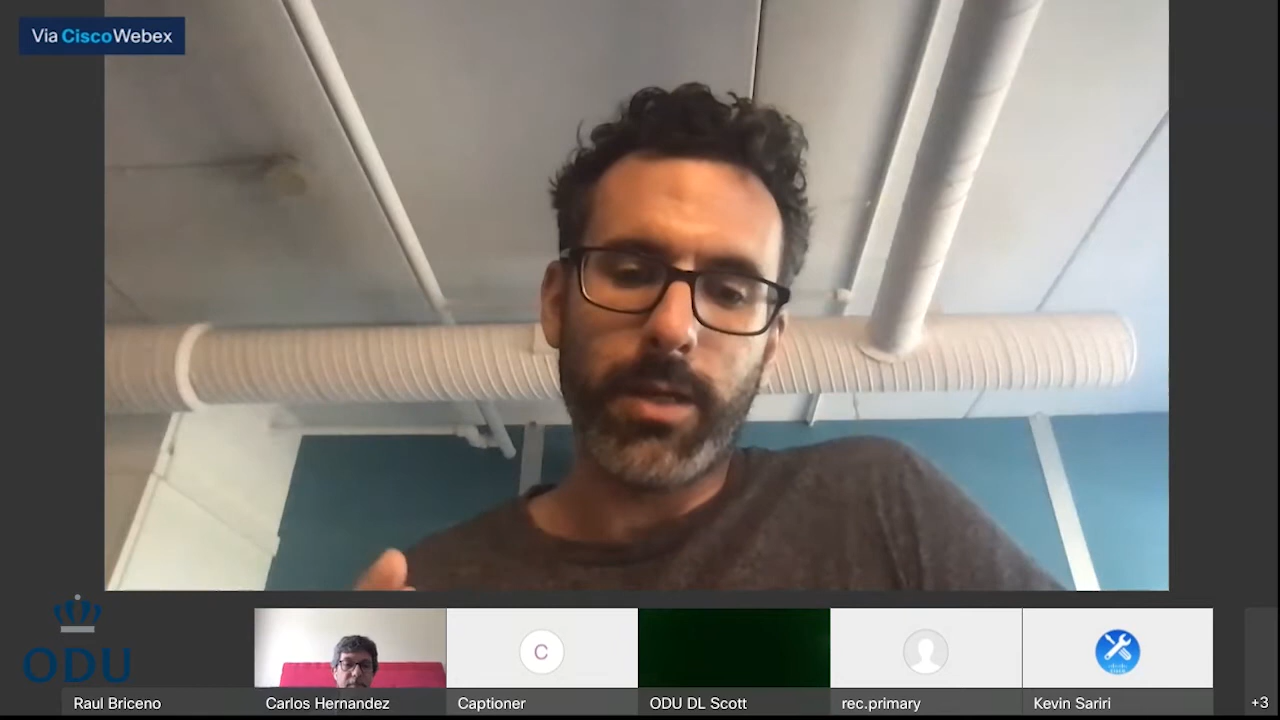 Via CiscoWebex
C
ODU
Raul Briceno
Carlos Hernandez
Captioner
ODU DL Scott
rec.primary
Kevin Sariri
+3